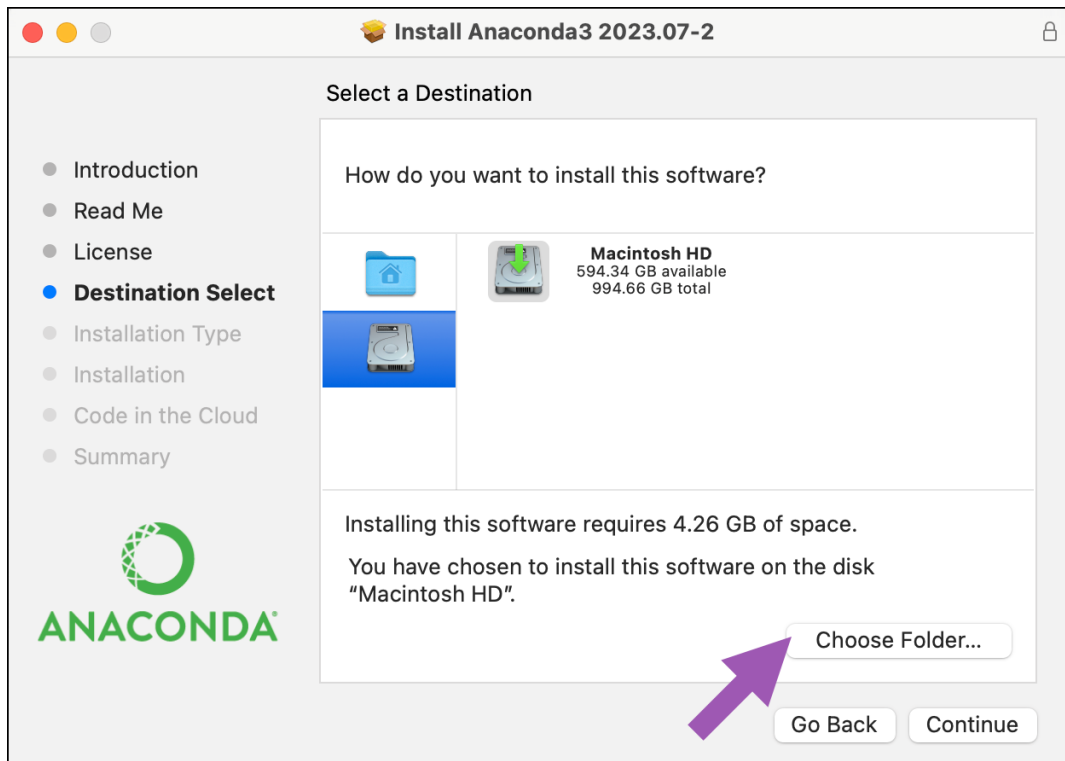 Install Anaconda3 2023.07-2
Select a Destination
Introduction
Read Me
License
Destination Select
Installation Type
Installation
Code in the Cloud
Summary
ANACONDA
How do you want to install this software?
Macintosh HD
594.34 GB available
994.66 GB total
Installing this software requires 4.26 GB of space.
You have chosen to install this software on the disk
“Macintosh HD”.
Choose Folder...
Go Back
Continue